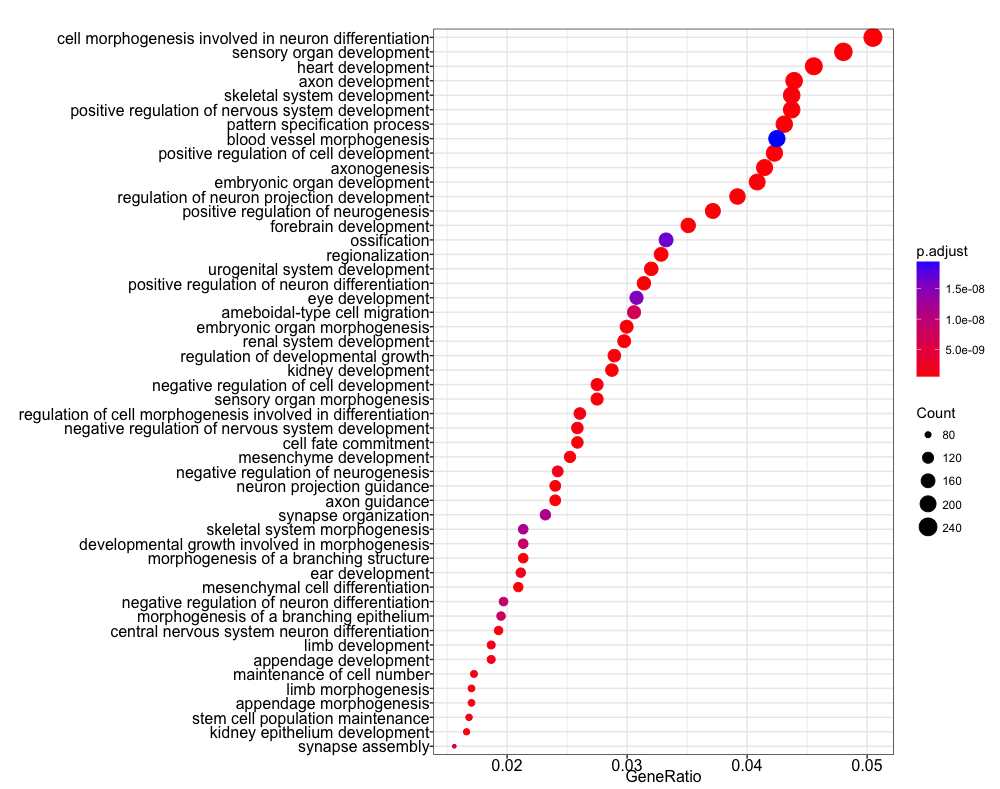 cell morphogenesis involved in neuron differentiation
sensory organ development
heart development
axon development
skeletal system development
positive regulation of nervous system development
pattern specification process
blood vessel morphogenesis
positive regulation of cell development
axonogenesis
embryonic organ development
regulation of neuron projection development
positive regulation of neurogenesis
forebrain development
ossification
regionalization
urogenital system development
positive regulation of neuron differentiation
eye development
ameboidal-type cell migration
embryonic organ morphogenesis
renal system development
regulation of developmental growth
kidney development
negative regulation of cell development
sensory organ morphogenesis
regulation of cell morphogenesis involved in differentiation
negative regulation of nervous system development
cell fate commitment
mesenchyme development
negative regulation of neurogenesis
neuron projection guidance
axon guidance
synapse organization
skeletal system morphogenesis
developmental growth involved in morphogenesis
morphogenesis of a branching structure
ear development
mesenchymal cell differentiation
negative regulation of neuron differentiation
morphogenesis of a branching epithelium
central nervous system neuron differentiation
limb development
appendage development
maintenance of cell number
limb morphogenesis
appendage morphogenesis
stem cell population maintenance
kidney epithelium development
synapse assembly
0.02 0.03 0.04 0.05
GeneRatio
p.adjust
1.5e-08
1.0e-08
5.0e-09
Count
80
120
160
200
240